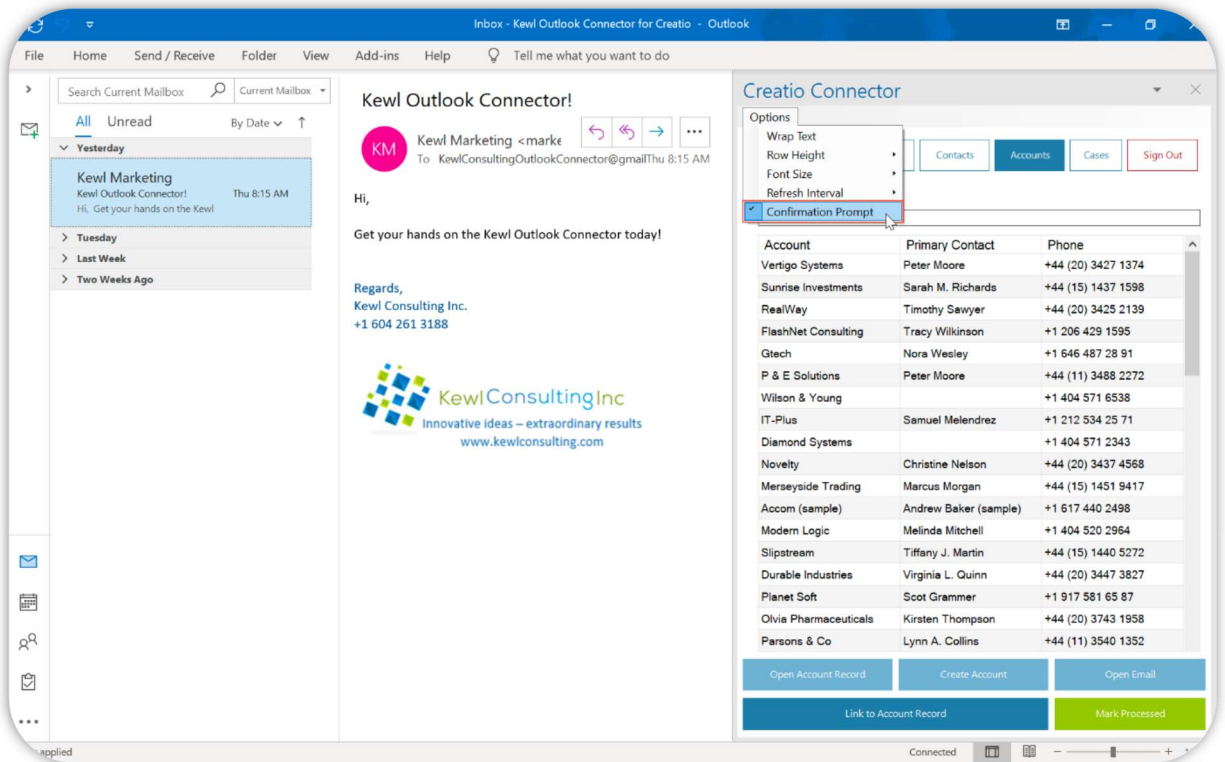 Inbox - Kewl Outlook Connector for Creatio - Outlook
File Home Send / Receive Folder View Add-ins Help Tell me what you want to do
Search Current Mailbox Current Mailbox
All Unread By Date
Yesterday
Kewl Marketing
Kewl Outlook Connector! Thu 8:15 AM
Hi, Get your hands on the Kewl
Tuesday
Last Week
Two Weeks Ago
Kewl Outlook Connector!
KM
Kewl Marketing <marke
To KewlConsultingOutlookConnector@gmail Thu 8:15 AM
Hi,
Get your hands on the Kewl Outlook Connector today!
Regards,
Kewl Consulting Inc.
+1 604 261 3188
KewlConsultingInc
Innovative ideas – extraordinary results
www.kewlconsulting.com
Creatio Connector
Options
Wrap Text
Row Height
Font Size
Refresh Interval
Confirmation Prompt
Contacts Accounts Cases Sign Out
Account Primary Contact Phone
Vertigo Systems Peter Moore +44 (20) 3427 1374
Sunrise Investments Sarah M. Richards +44 (15) 1437 1598
RealWay Timothy Sawyer +44 (20) 3425 2139
FlashNet Consulting Tracy Wilkinson +1 206 429 1595
Gtech Nora Wesley +1 646 487 28 91
P & E Solutions Peter Moore +44 (11) 3488 2272
Wilson & Young +1 404 571 6538
IT-Plus Samuel Melendrez +1 212 534 25 71
Diamond Systems +1 404 571 2343
Novelty Christine Nelson +44 (20) 3437 4568
Merseyside Trading Marcus Morgan +44 (15) 1451 9417
Accom (sample) Andrew Baker (sample) +1 617 440 2498
Modern Logic Melinda Mitchell +1 404 520 2964
Slipstream Tiffany J. Martin +44 (15) 1440 5272
Durable Industries Virginia L. Quinn +44 (20) 3447 3827
Planet Soft Scot Grammer +1 917 581 65 87
Olvia Pharmaceuticals Kirsten Thompson +44 (20) 3743 1958
Parsons & Co Lynn A. Collins +44 (11) 3540 1352
Open Account Record Create Account Open Email
Link to Account Record Mark Processed
applied Connected